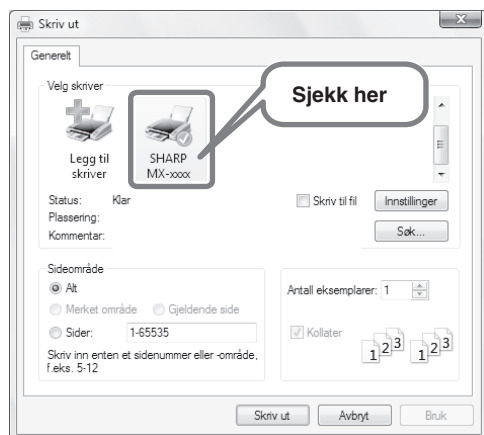 Skriv ut
Generelt
Velg skriver
Sjekk her
Legg til
skriver
SHARP
MX-xxxx
Status: Klar
Plassering:
Kommentar:
Skriv til fil
Innstillinger
Søk...
Sideområde
Alt
Merket område
Gjeldende side
Sider: 1-65535
Skriv inn enten et sidenummer eller -område,
f.eks. 5-12
Antall eksemplarer: 1
Kollater
1 2 3 1 2 3
Skriv ut
Avbryt
Bruk